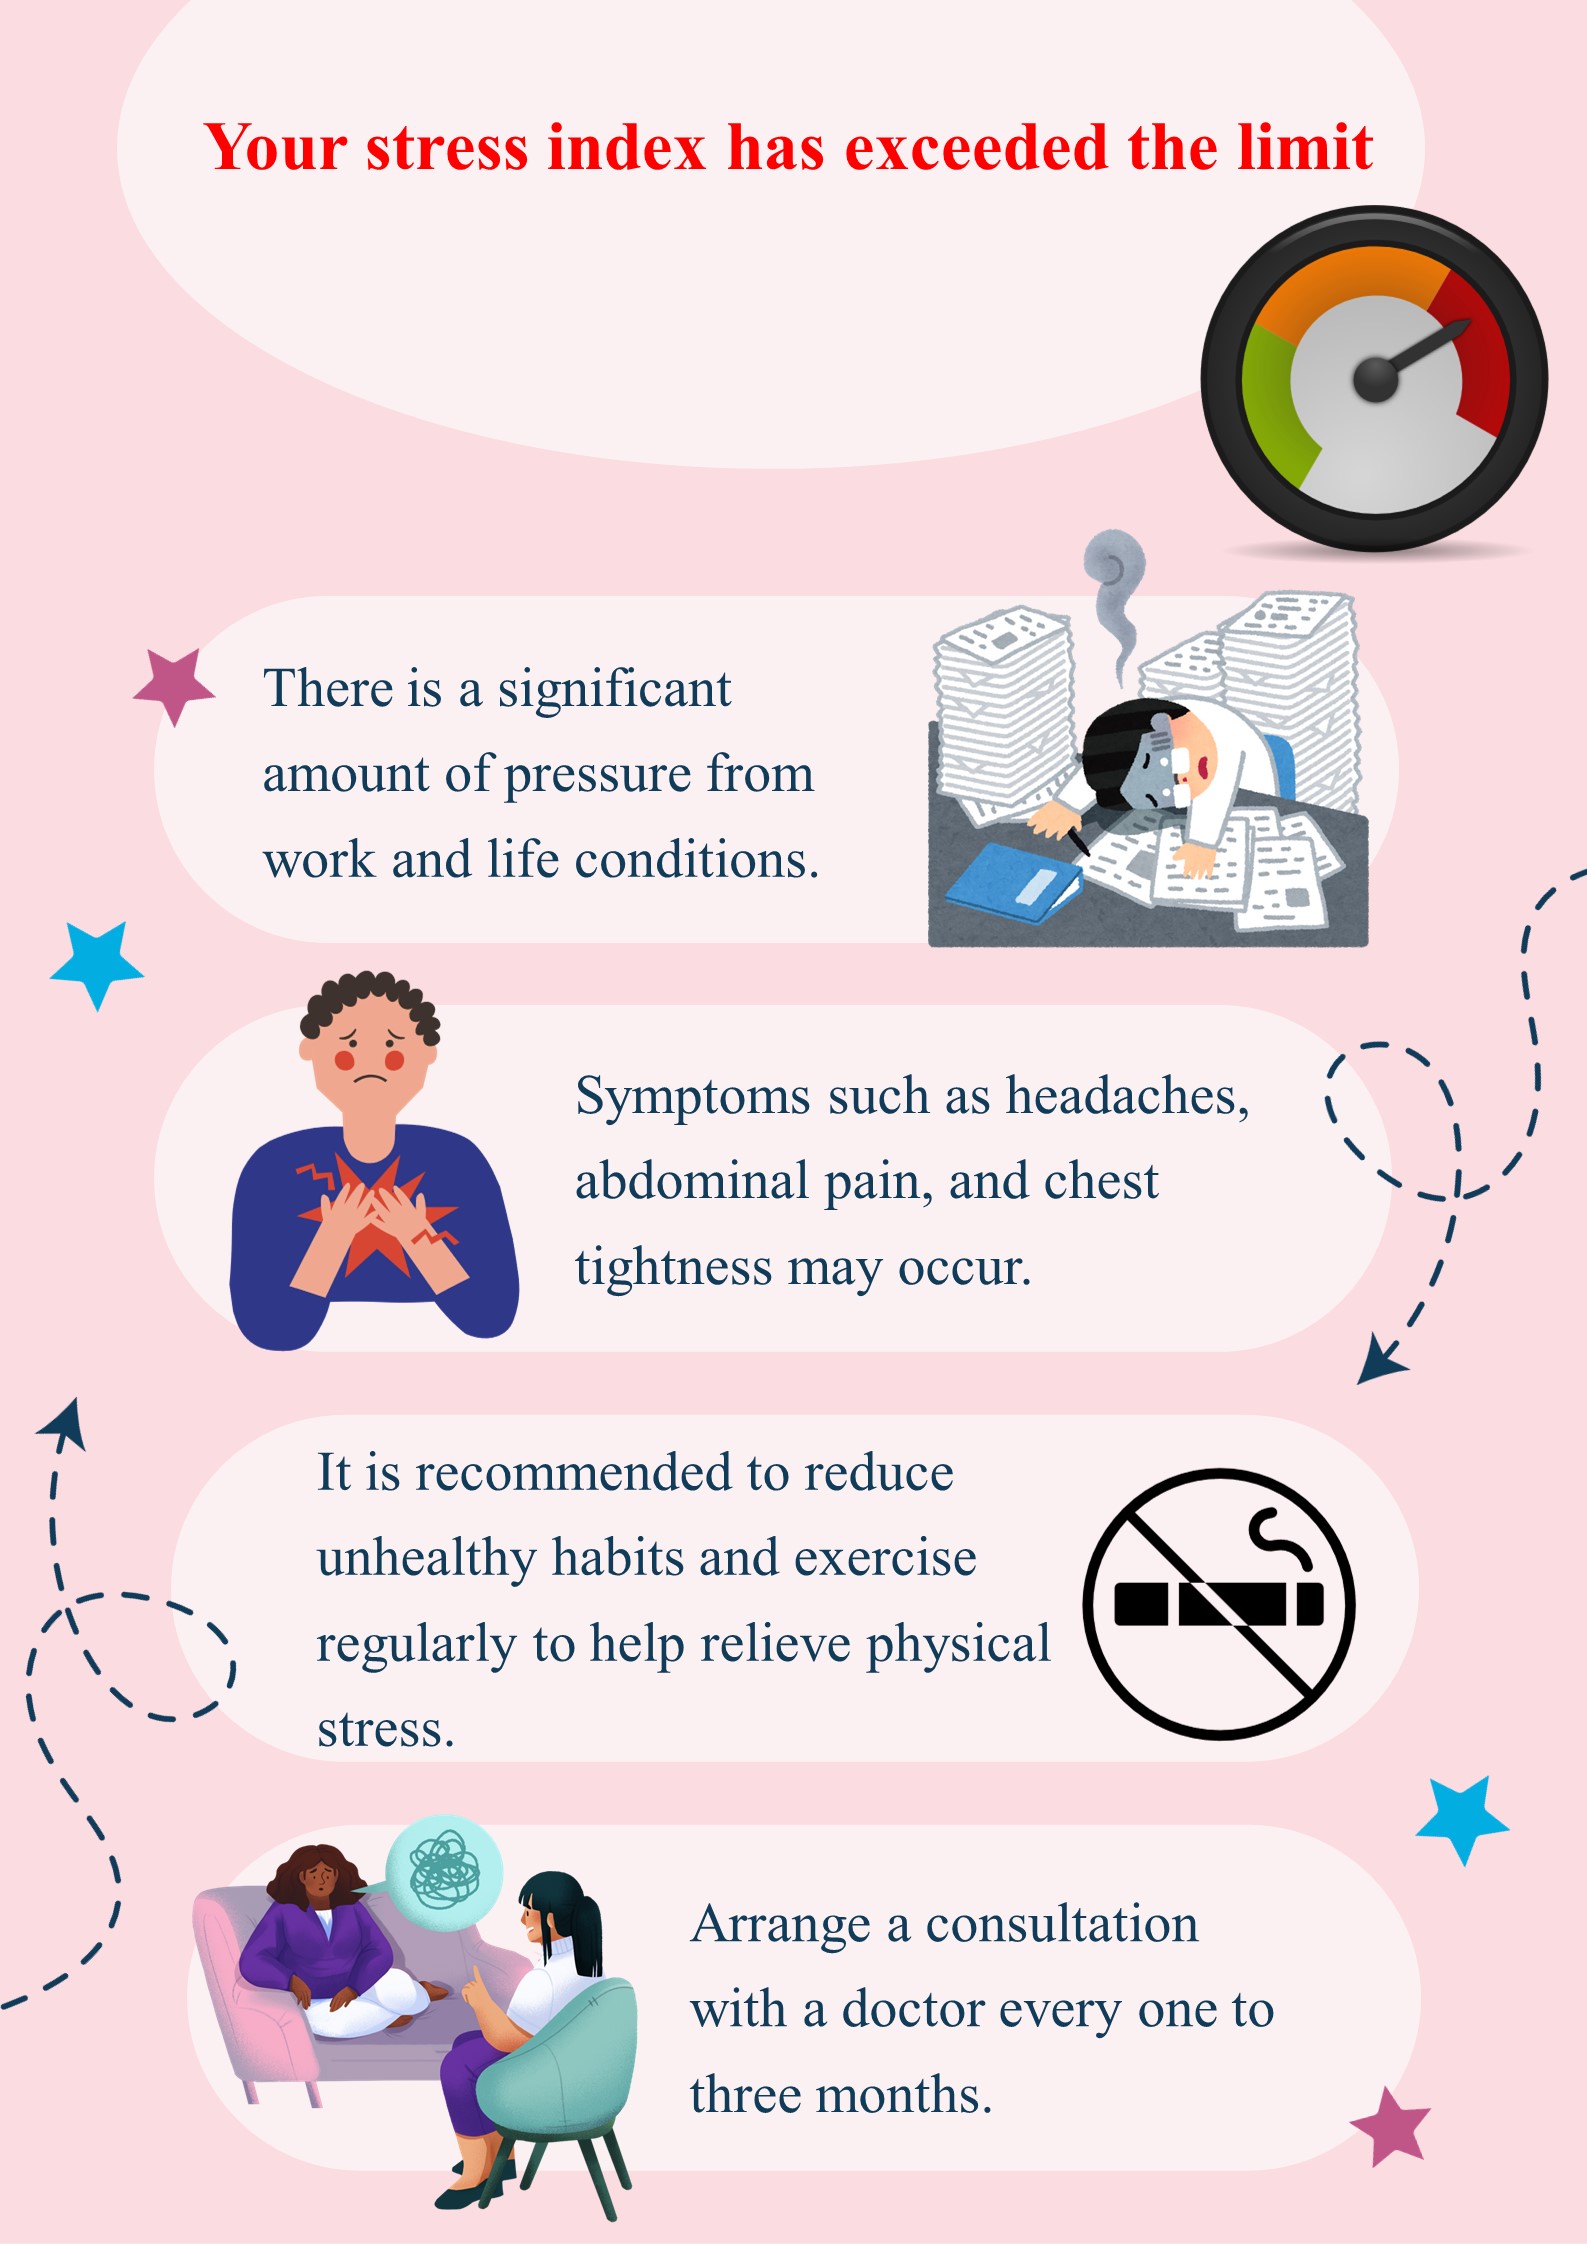 Your stress index has exceeded the limit
There is a significant
amount of pressure from
work and life conditions.
Symptoms such as headaches,
abdominal pain, and chest
tightness may occur.
It is recommended to reduce
unhealthy habits and exercise
regularly to help relieve physical
stress.
Arrange a consultation
with a doctor every one to
three months.